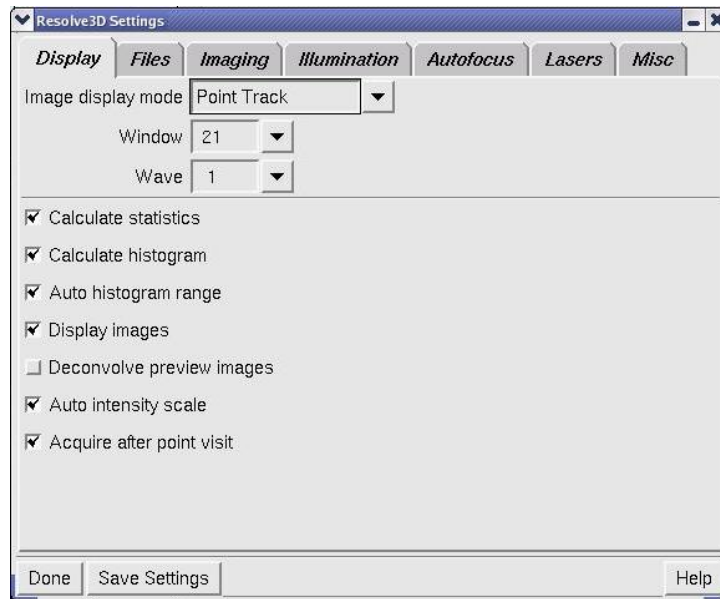 Resolve3D Settings
Display Files Imaging Illumination Autofocus Lasers Misc
Image display mode Point Track
Window 21
Wave 1
Calculate statistics
Calculate histogram
Auto histogram range
Display images
Deconvolve preview images
Auto intensity scale
Acquire after point visit
Done Save Settings Help